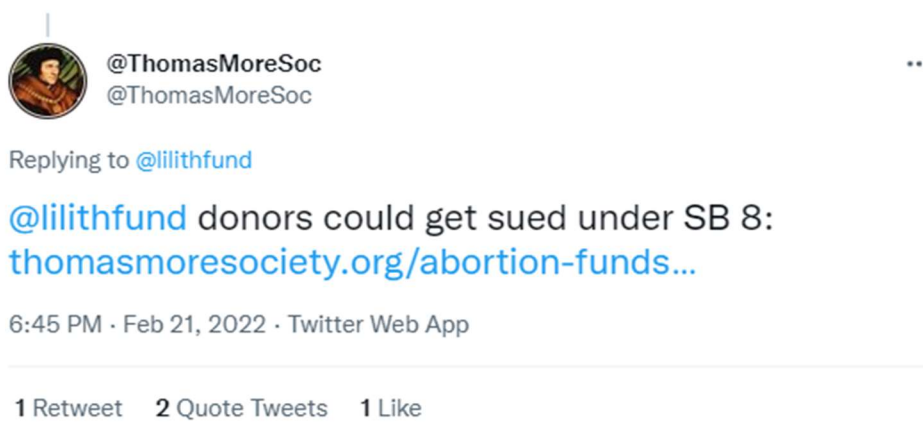 @ThomasMoreSoc
@ThomasMoreSoc
Replying to @lilithfund
@lilithfund donors could get sued under SB 8:
thomasmoresociety.org/abortion-funds...
6:45 PM · Feb 21, 2022 · Twitter Web App
1 Retweet 2 Quote Tweets 1 Like